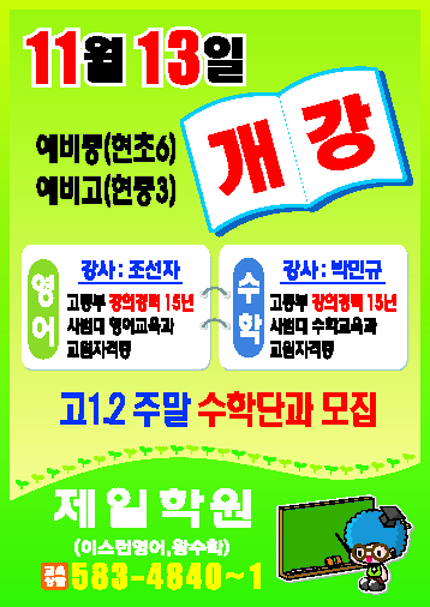 11월 13일
개강
예비중(현초6)
예비고(현중3)
영어
강사 : 조선자
고등부 강의경력 15년
사범대 영어교육과
교원자격증
수학
강사 : 박민규
고등부 강의경력 15년
사범대 수학교육과
교원자격증
고1.2 주말 수학단과 모집
제일학원
(이스턴영어,왕수학)
교육상담 583-4840~1